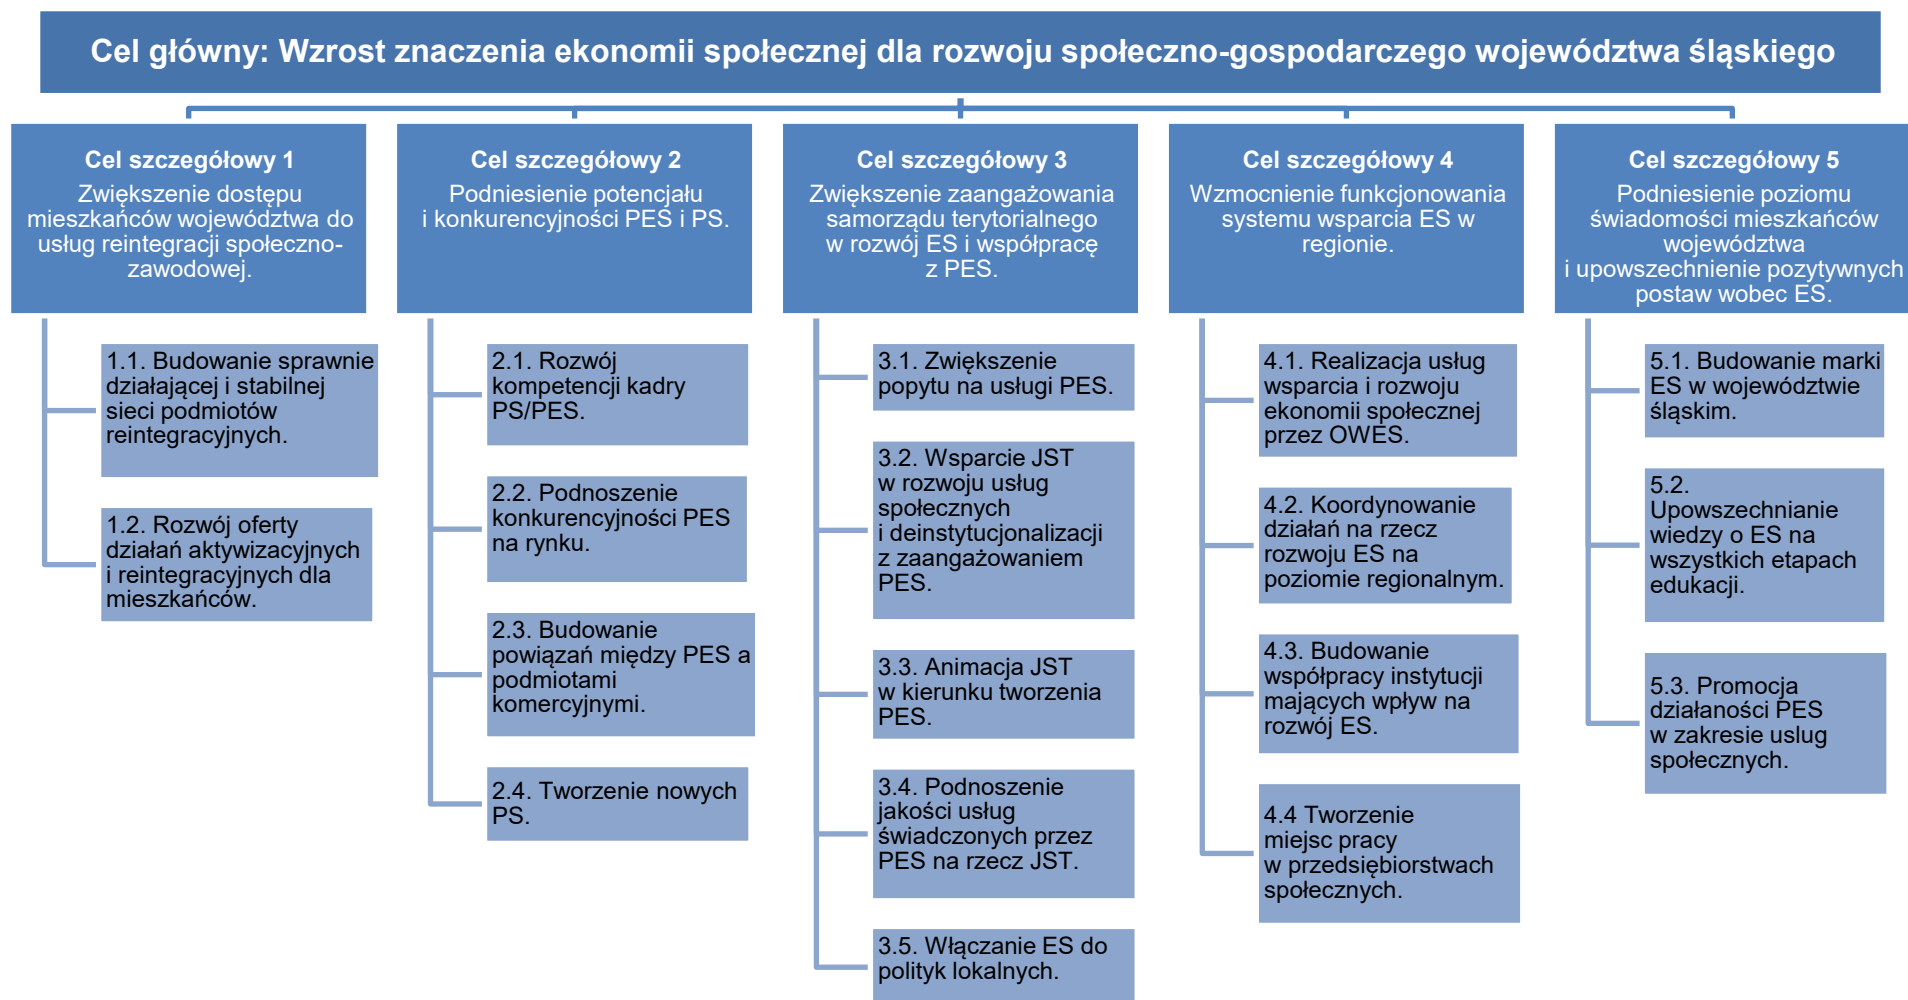 Cel główny: Wzrost znaczenia ekonomii społecznej dla rozwoju społeczno-gospodarczego województwa śląskiego
Cel szczegółowy 1
Zwiększenie dostępu
mieszkańców województwa do
usług reintegracji społeczno-
zawodowej.
1.1. Budowanie sprawnie
działającej i stabilnej
sieci podmiotów
reintegracyjnych.
1.2. Rozwój oferty
działań aktywizacyjnych
i reintegracyjnych dla
mieszkańców.
Cel szczegółowy 2
Podniesienie potencjału
i konkurencyjności PES i PS.
2.1. Rozwój
kompetencji kadry
PS/PES.
2.2. Podnoszenie
konkurencyjności PES
na rynku.
2.3. Budowanie
powiązań między PES a
podmiotami
komercyjnymi.
2.4. Tworzenie nowych
PS.
Cel szczegółowy 3
Zwiększenie zaangażowania
samorządu terytorialnego
w rozwój ES i współpracę
z PES.
3.1. Zwiększenie
popytu na usługi PES.
3.2. Wsparcie JST
w rozwoju usług
społecznych
i deinstytucjonalizacji
z zaangażowaniem
PES.
3.3. Animacja JST
w kierunku tworzenia
PES.
3.4. Podnoszenie
jakości usług
świadczonych przez
PES na rzecz JST.
3.5. Włączanie ES do
polityk lokalnych.
Cel szczegółowy 4
Wzmocnienie funkcjonowania
systemu wsparcia ES w
regionie.
4.1. Realizacja usług
wsparcia i rozwoju
ekonomii społecznej
przez OWES.
4.2. Koordynowanie
działań na rzecz
rozwoju ES na
poziomie regionalnym.
4.3. Budowanie
współpracy instytucji
mających wpływ na
rozwój ES.
4.4 Tworzenie
miejsc pracy
w przedsiębiorstwach
społecznych.
Cel szczegółowy 5
Podniesienie poziomu
świadomości mieszkańców
województwa
i upowszechnienie pozytywnych
postaw wobec ES.
5.1. Budowanie marki
ES w województwie
śląskim.
5.2.
Upowszechnianie
wiedzy o ES na
wszystkich etapach
edukacji.
5.3. Promocja
działaności PES
w zakresie uslug
społecznych.